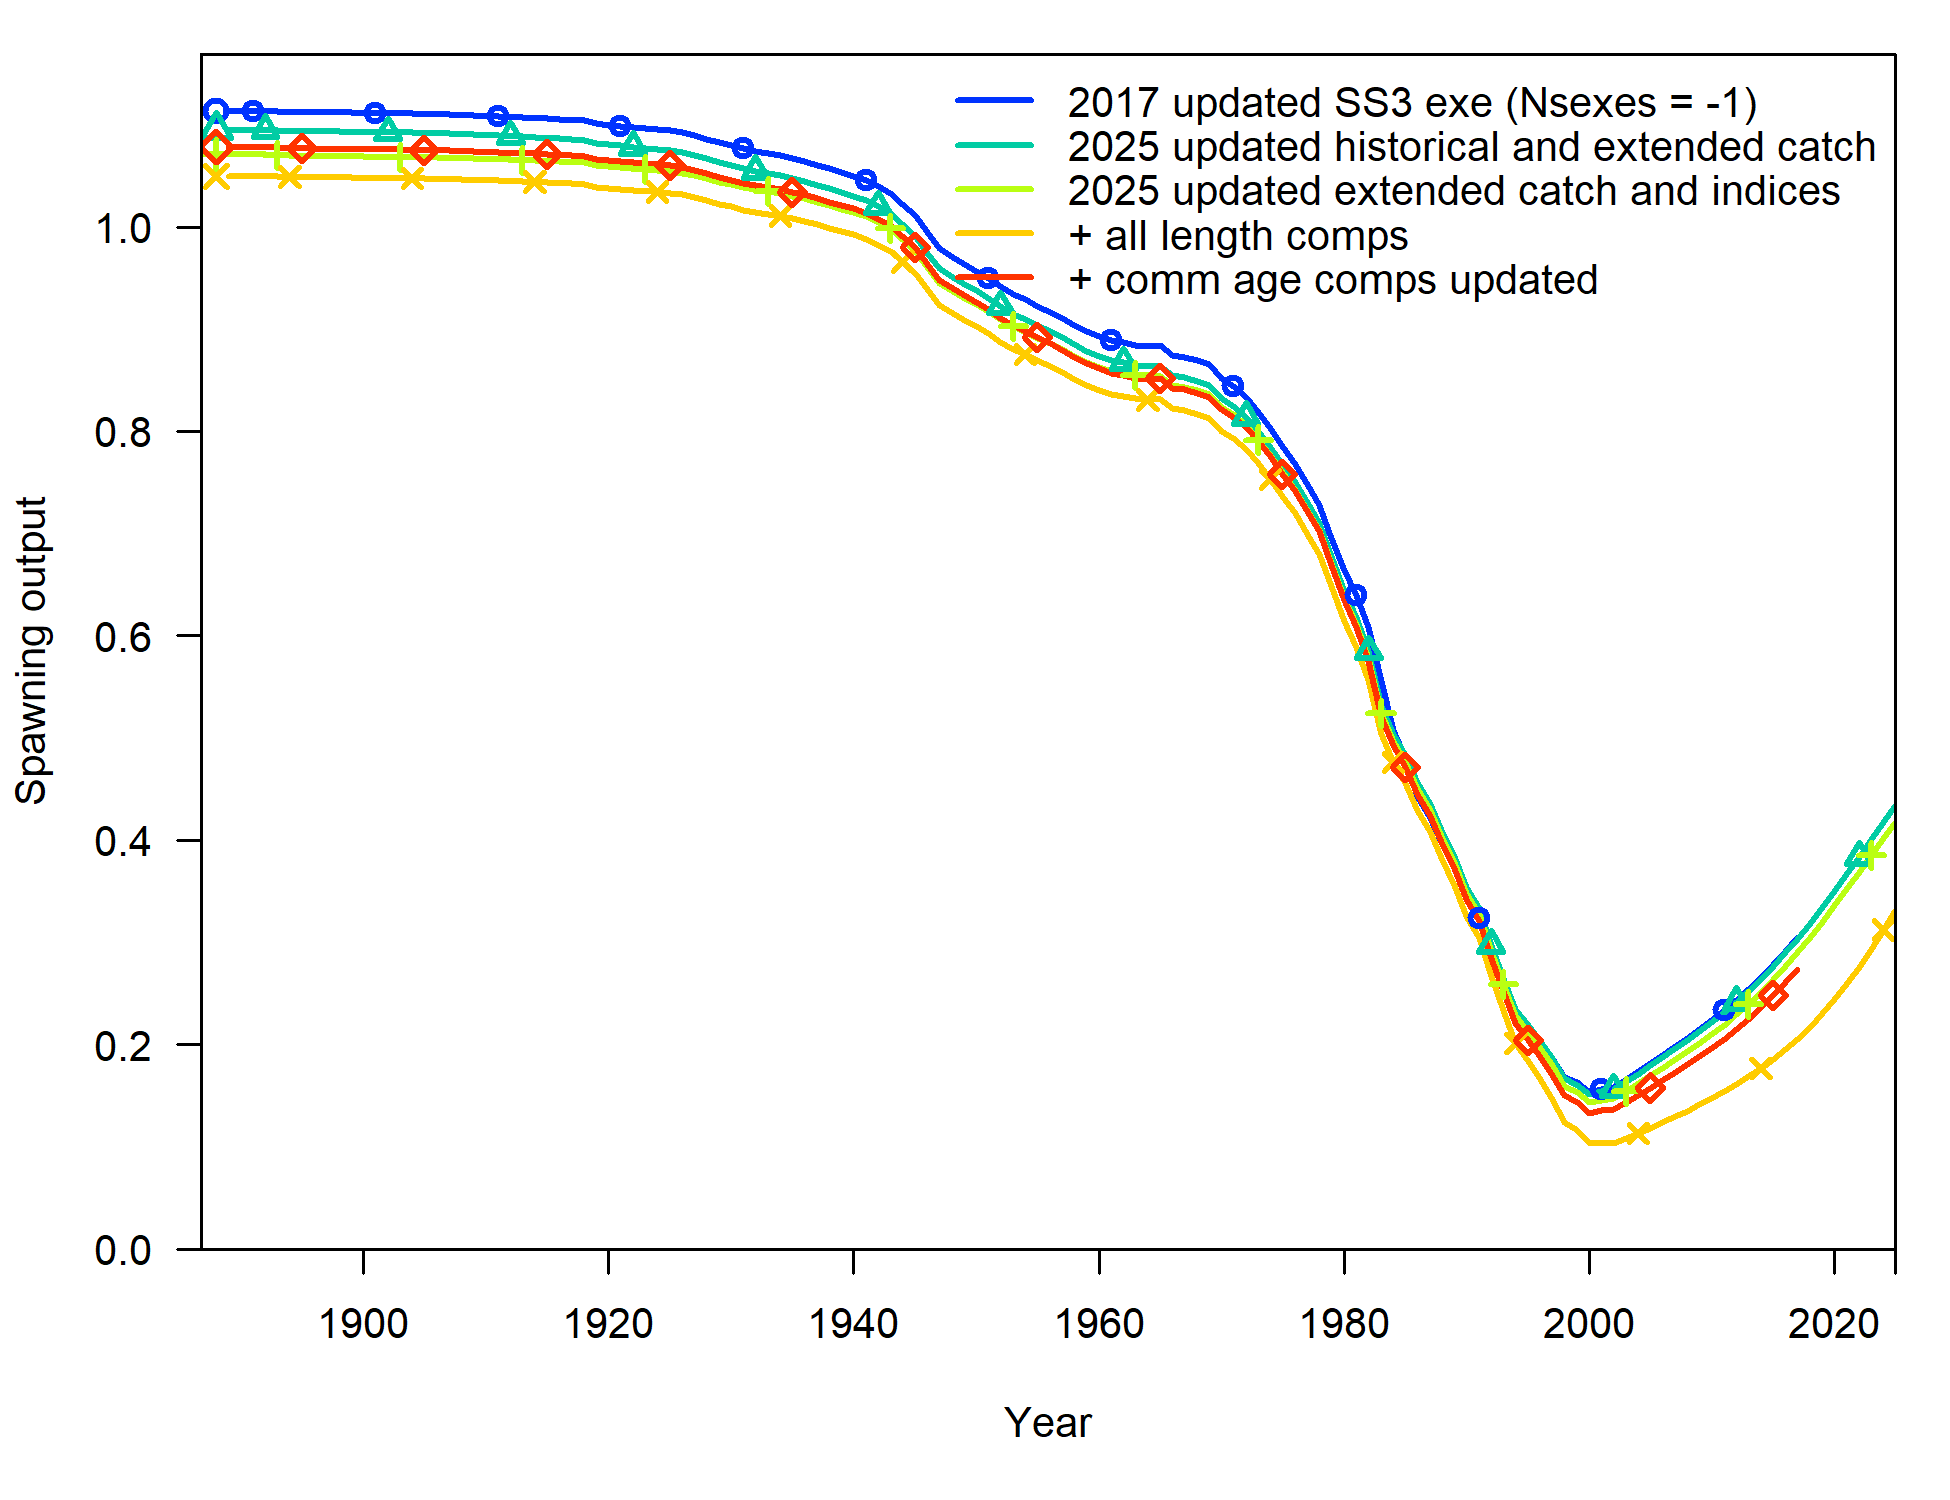 2017 updated SS3 exe (Nsexes = -1)
2025 updated historical and extended catch
2025 updated extended catch and indices
+ all length comps
+ comm age comps updated
1.0
0.8
0.6
0.4
0.2
0.0
Spawning output
1900 1920 1940 1960 1980 2000 2020
Year